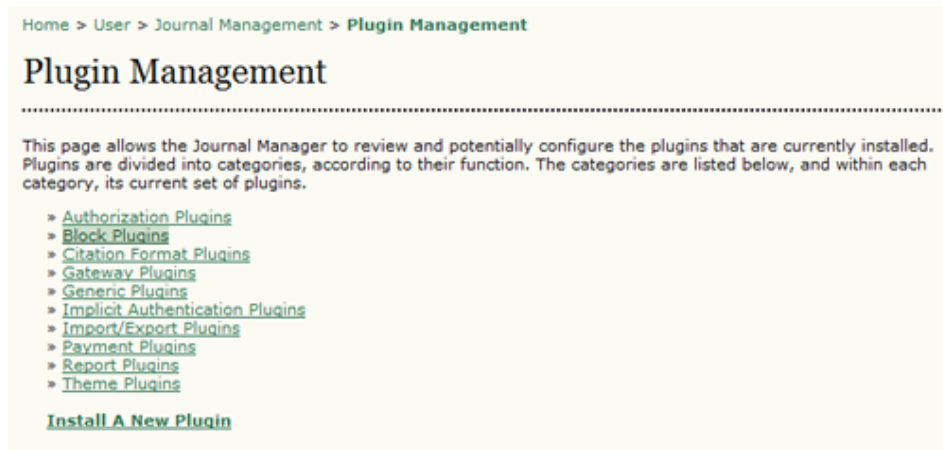 Home > User > Journal Management > Plugin Management
Plugin Management
This page allows the Journal Manager to review and potentially configure the plugins that are currently installed.
Plugins are divided into categories, according to their function. The categories are listed below, and within each
category, its current set of plugins.
» Authorization Plugins
» Block Plugins
» Citation Format Plugins
» Gateway Plugins
» Generic Plugins
» Implicit Authentication Plugins
» Import/Export Plugins
» Payment Plugins
» Report Plugins
» Theme Plugins
Install A New Plugin